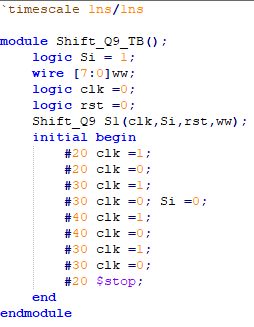 `timescale 1ns/1ns
module Shift_Q9_TB();
logic Si = 1;
wire [7:0]ww;
logic clk =0;
logic rst =0;
Shift_Q9 S1(clk,Si,rst,ww);
initial begin
#20 clk =1;
#20 clk =0;
#30 clk =1;
#30 clk =0; Si =0;
#40 clk =1;
#40 clk =0;
#30 clk =1;
#30 clk =0;
#20 $stop;
end
endmodule